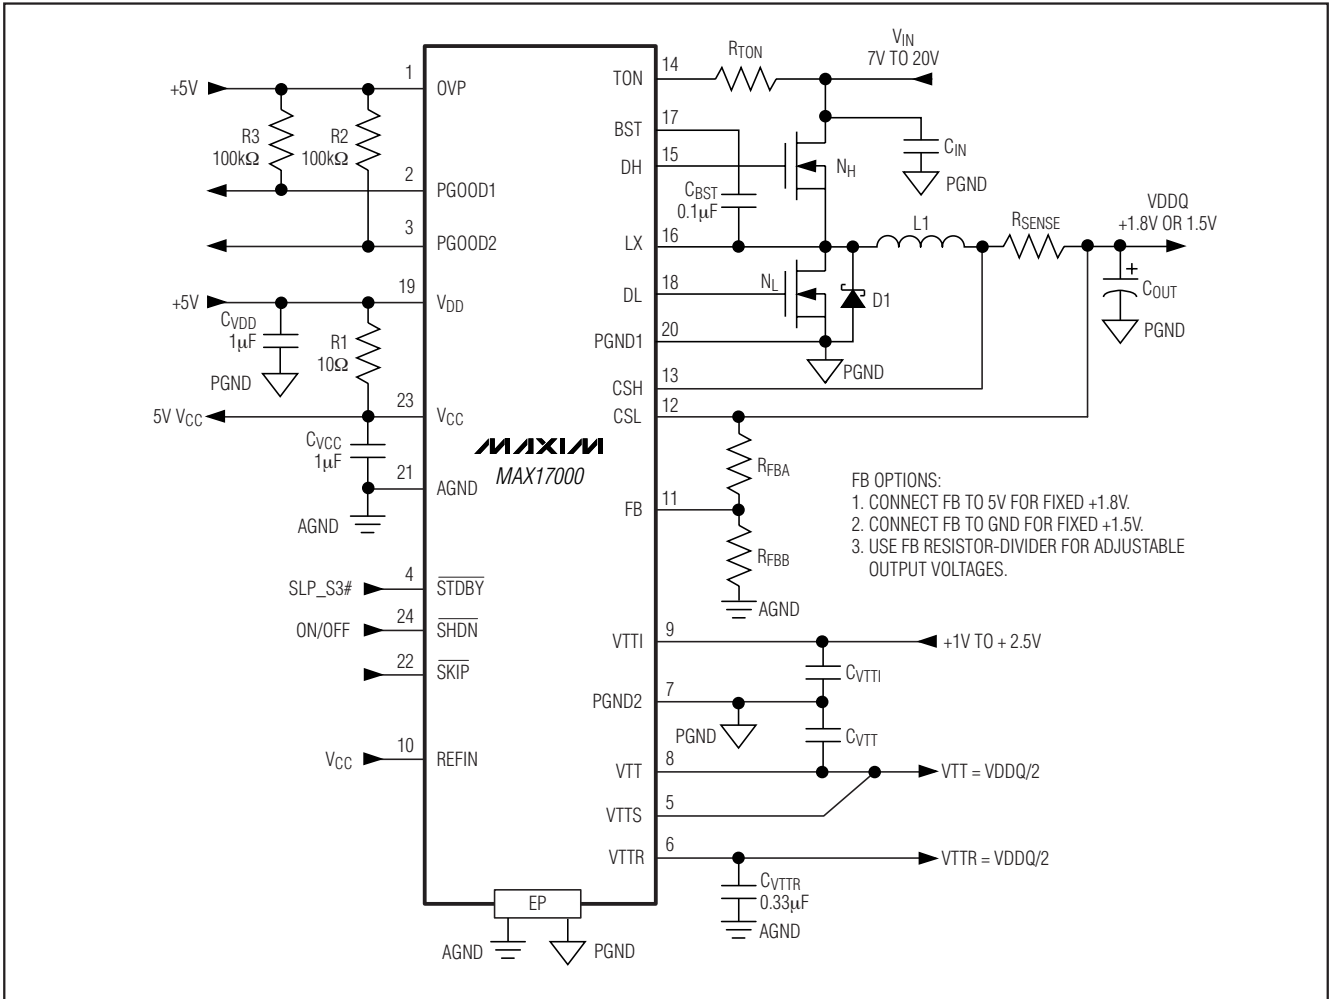 +5V
1
OVP
R3
100kΩ
R2
100kΩ
2
PGOOD1
3
PGOOD2
+5V
19
VDD
CVDD
1µF
PGND
R1
10Ω
5V VCC
23
VCC
CVCC
1µF
21
AGND
AGND
SLP_S3#
4
STDBY
ON/OFF
24
SHDN
22
SKIP
VCC
10
REFIN
MAXIM
MAX17000
EP
AGND
PGND
TON
14
RTON
VIN
7V TO 20V
BST
17
DH
15
NH
CIN
PGND
CBST
0.1µF
LX
16
L1
RSENSE
VDDQ
+1.8V OR 1.5V
+
COUT
PGND
DL
18
NL
D1
PGND1
20
PGND
CSH
13
CSL
12
RFBA
FB
11
RFBB
AGND
FB OPTIONS:
1. CONNECT FB TO 5V FOR FIXED +1.8V.
2. CONNECT FB TO GND FOR FIXED +1.5V.
3. USE FB RESISTOR-DIVIDER FOR ADJUSTABLE
OUTPUT VOLTAGES.
VTTI
9
+1V TO + 2.5V
CVTTI
PGND2
7
PGND
CVTT
VTT
8
VTT = VDDQ/2
VTTS
5
VTTR
6
VTTR = VDDQ/2
CVTTR
0.33µF
AGND